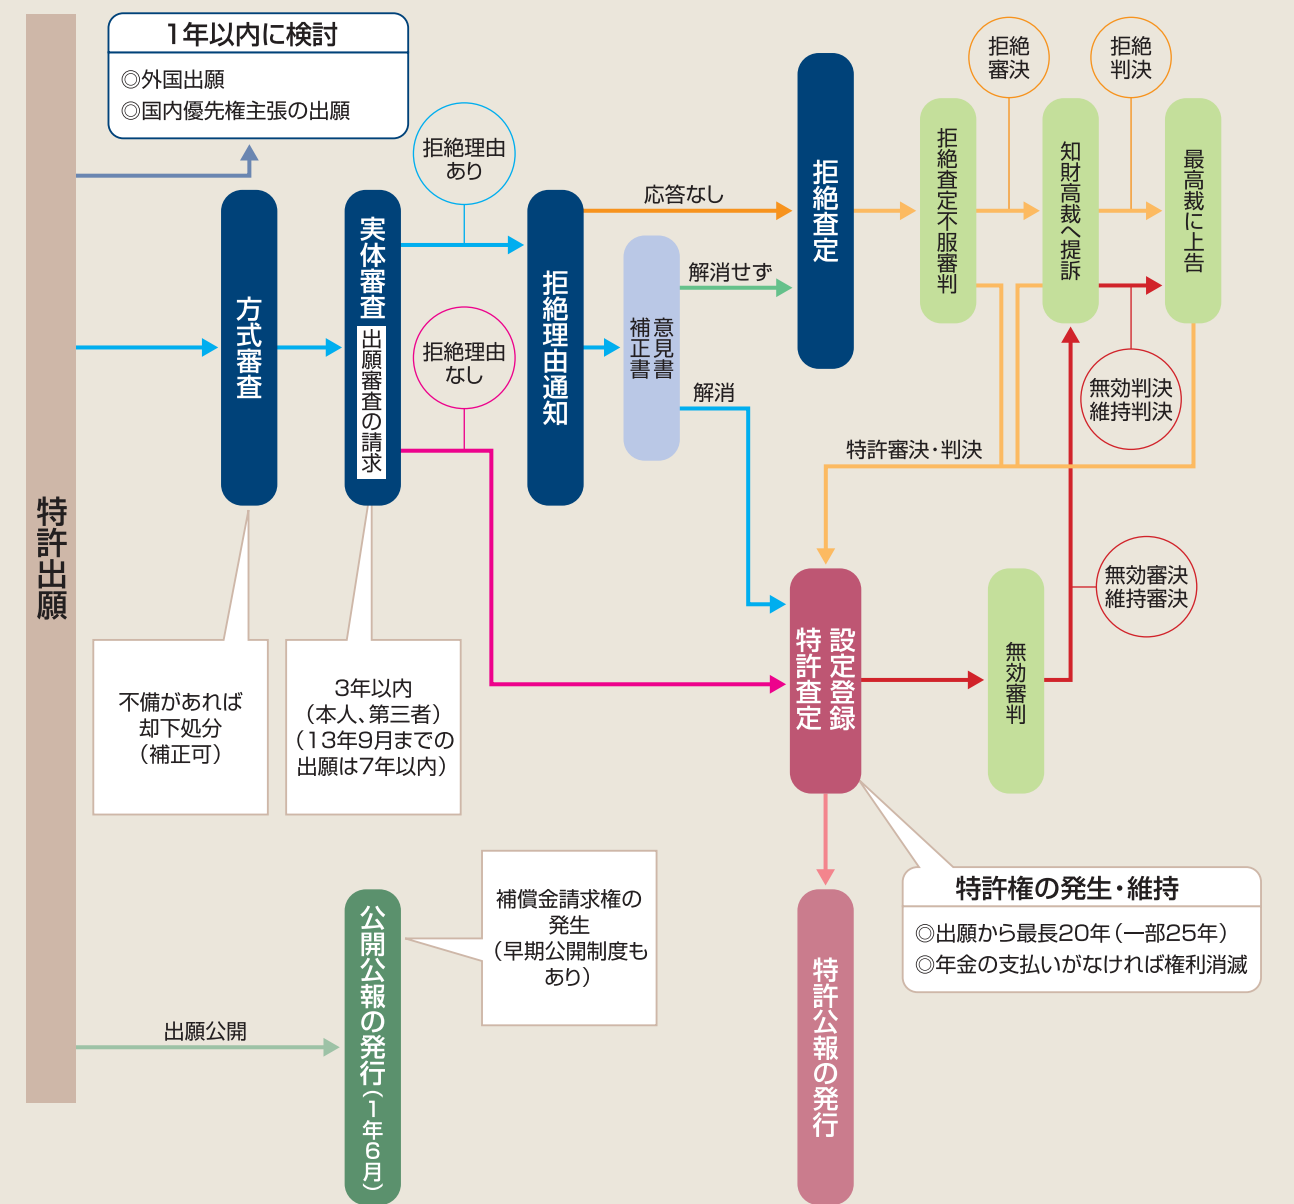 1年以内に検討
◎外国出願
◎国内優先権主張の出願
特許出願
方式審査
実体審査
出願審査の請求
拒絶理由
あり
拒絶理由
なし
拒絶理由通知
応答なし
意見書
補正書
解消せず
解消
拒絶査定
拒絶査定不服審判
拒絶
審決
知財高裁へ提訴
拒絶
判決
最高裁に上告
無効判決
維持判決
特許審決・判決
無効審決
維持審決
設定登録
特許査定
無効審判
不備があれば
却下処分
（補正可）
3年以内
（本人、第三者）
（13年9月までの
出願は7年以内）
特許権の発生・維持
◎出願から最長20年（一部25年）
◎年金の支払いがなければ権利消滅
補償金請求権の
発生
（早期公開制度も
あり）
出願公開
公開公報の発行（1年6月）
特許公報の発行